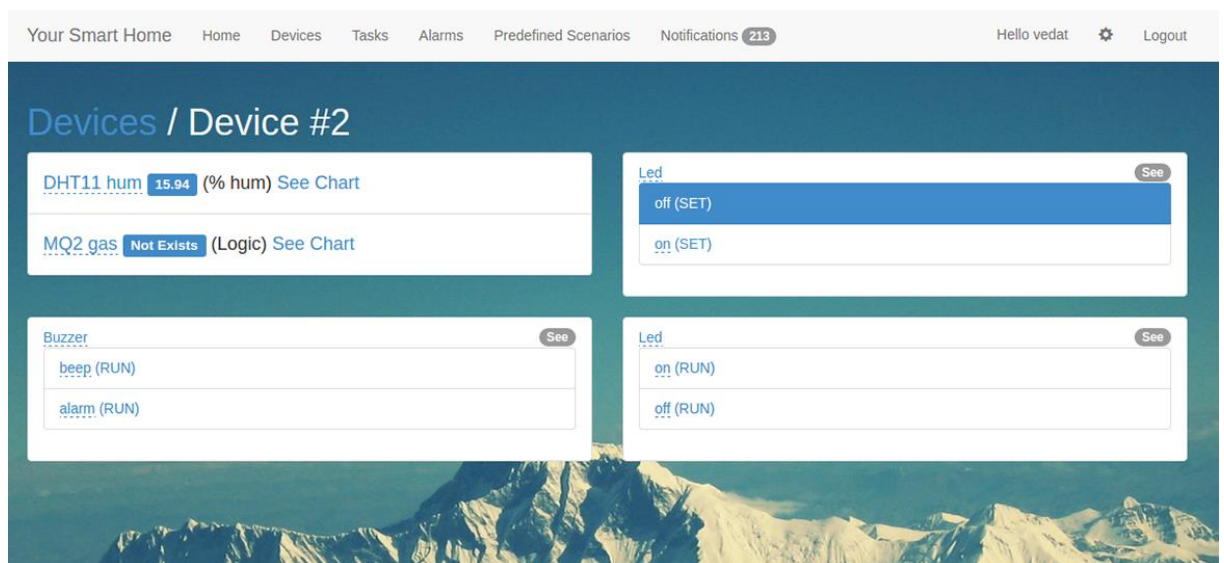 Your Smart Home Home Devices Tasks Alarms Predefined Scenarios Notifications 213 Hello vedat Logout
Devices / Device #2
DHT11 hum 15.94 (% hum) See Chart
MQ2 gas Not Exists (Logic) See Chart
Led See
off (SET)
on (SET)
Buzzer See
beep (RUN)
alarm (RUN)
Led See
on (RUN)
off (RUN)